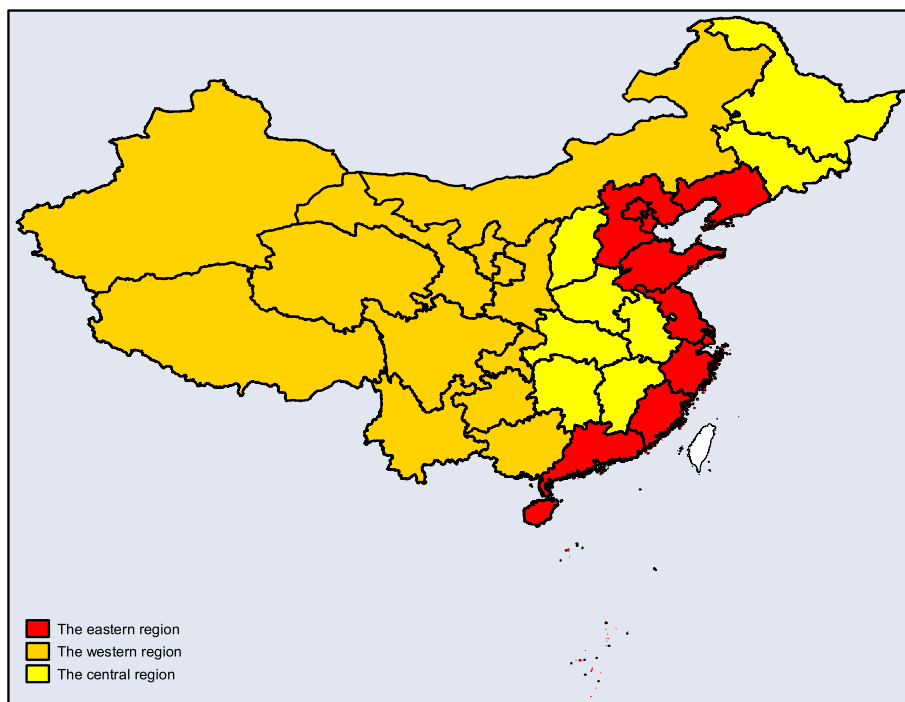 The eastern region
The western region
The central region